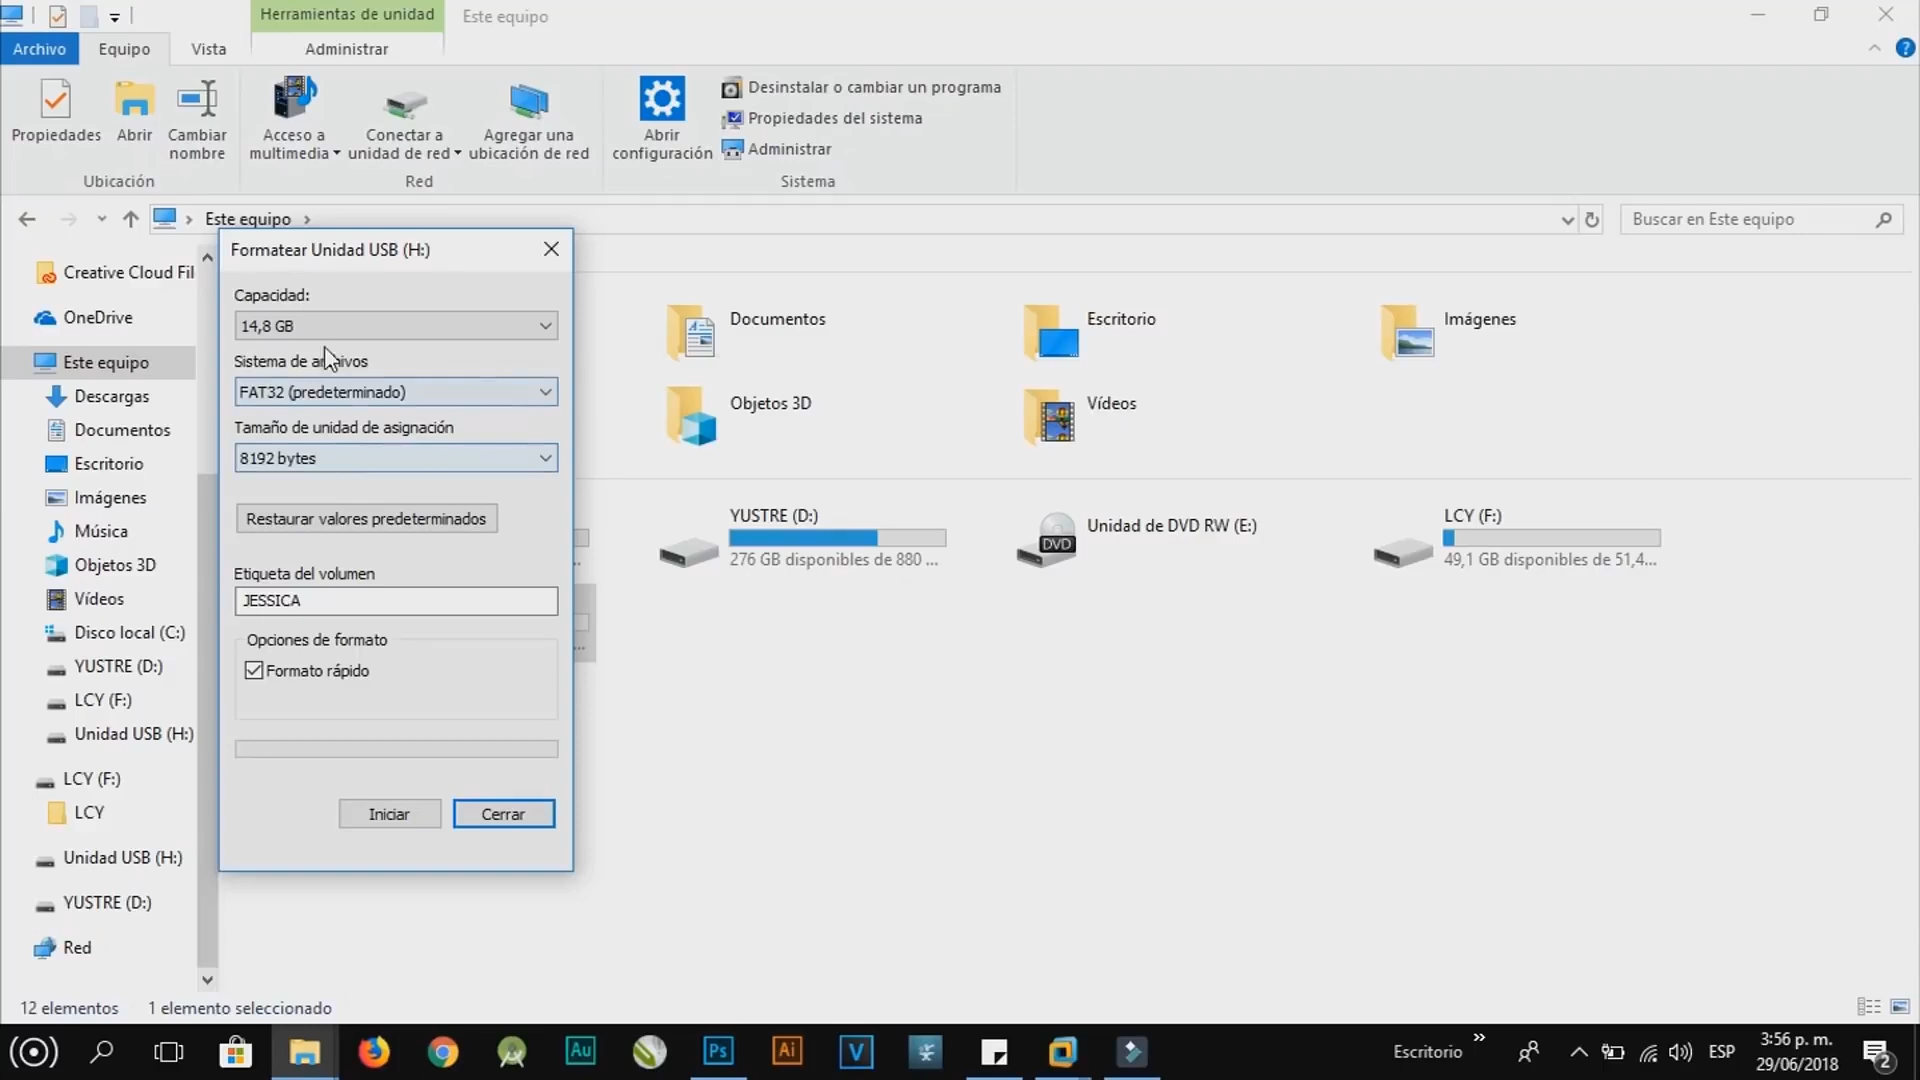 Herramientas de unidad
Este equipo
Archivo
Equipo
Vista
Administrar
Propiedades
Abrir
Cambiar
nombre
Ubicación
Acceso a
multimedia
Conectar a
unidad de red
Agregar una
ubicación de red
Red
Abrir
configuración
Desinstalar o cambiar un programa
Propiedades del sistema
Administrar
Sistema
Este equipo
Buscar en Este equipo
Creative Cloud Fil
OneDrive
Este equipo
Descargas
Documentos
Escritorio
Imágenes
Música
Objetos 3D
Vídeos
Disco local (C:)
YUSTRE (D:)
LCY (F:)
Unidad USB (H:)
LCY (F:)
LCY
Unidad USB (H:)
YUSTRE (D:)
Red
Formatear Unidad USB (H:)
Capacidad:
14,8 GB
Sistema de archivos
FAT32 (predeterminado)
Tamaño de unidad de asignación
8192 bytes
Restaurar valores predeterminados
Etiqueta del volumen
JESSICA
Opciones de formato
Formato rápido
Iniciar
Cerrar
Documentos
Escritorio
Imágenes
Objetos 3D
Vídeos
YUSTRE (D:)
276 GB disponibles de 880 ...
DVD
Unidad de DVD RW (E:)
LCY (F:)
49,1 GB disponibles de 51,4...
12 elementos
1 elemento seleccionado
Au
Ps
Ai
V
Escritorio
ESP
3:56 p. m.
29/06/2018
2